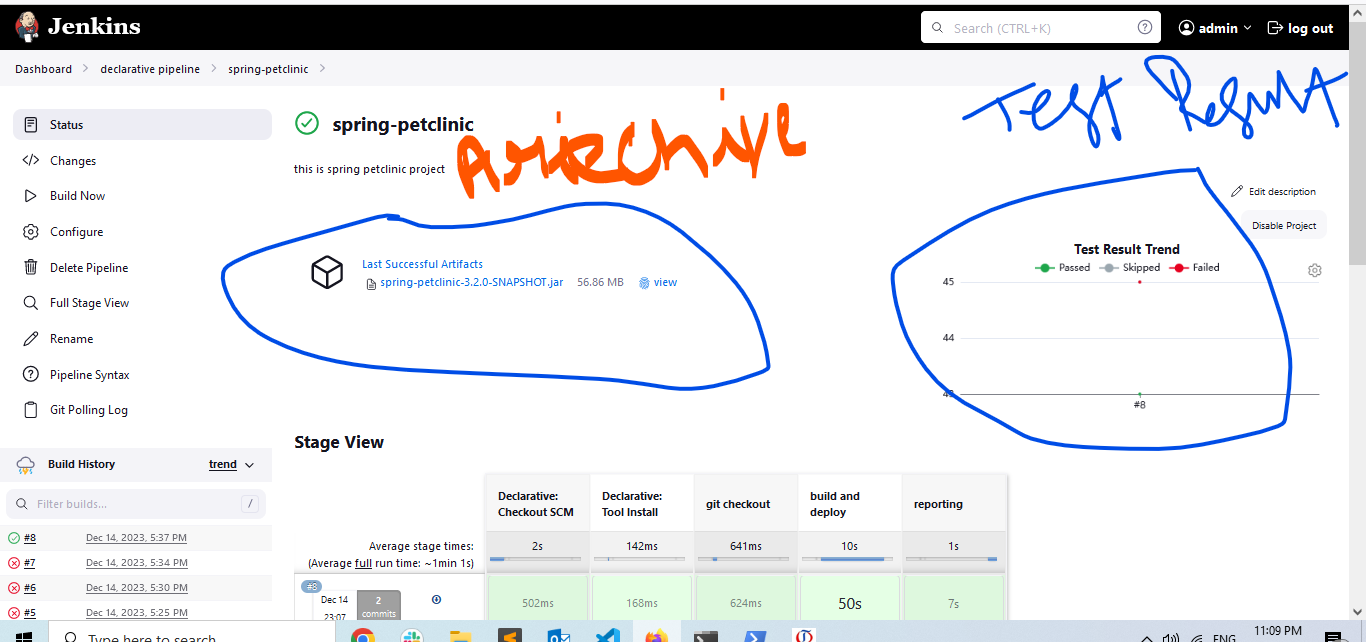 Jenkins
Search (CTRL+K)
admin
log out
Dashboard > declarative pipeline > spring-petclinic >
Test Result
Status
Changes
Build Now
Configure
Delete Pipeline
Full Stage View
Rename
Pipeline Syntax
Git Polling Log
Build History
trend
Filter builds...
/
#8 Dec 14, 2023, 5:37 PM
#7 Dec 14, 2023, 5:34 PM
#6 Dec 14, 2023, 5:30 PM
#5 Dec 14, 2023, 5:25 PM
spring-petclinic
this is spring petclinic project
Last Successful Artifacts
spring-petclinic-3.2.0-SNAPSHOT.jar 56.86 MB view
Edit description
Disable Project
Test Result Trend
Passed Skipped Failed
45
44
43
#8
Stage View
Declarative: Checkout SCM
Declarative: Tool Install
git checkout
build and deploy
reporting
Average stage times:
2s 142ms 641ms 10s 1s
(Average full run time: ~1min 1s)
#8
Dec 14
23:07
2
commits
502ms 168ms 624ms 50s 7s
Type here to search
ENG
11:09 PM